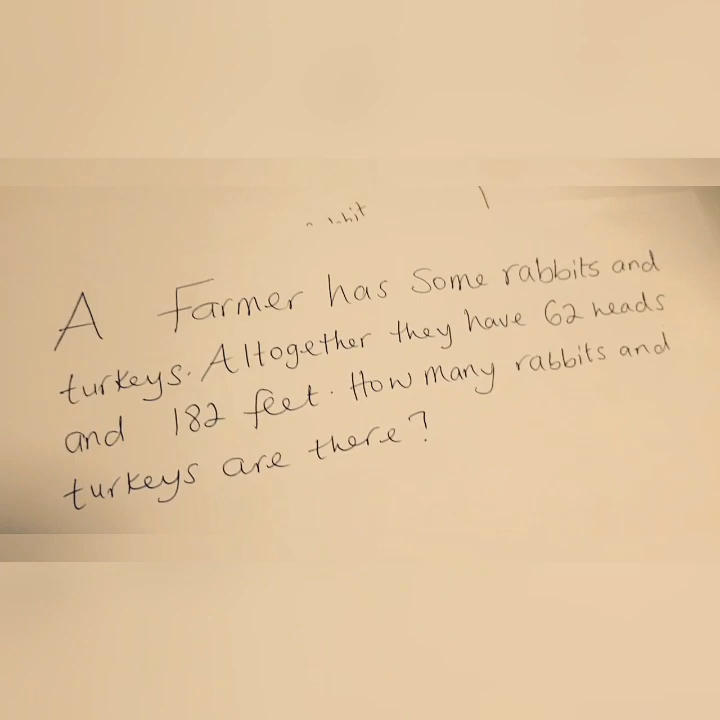 A Farmer has Some rabbits and
turkeys. Altogether they have 62 heads
and 182 feet. How many rabbits and
turkeys are there?